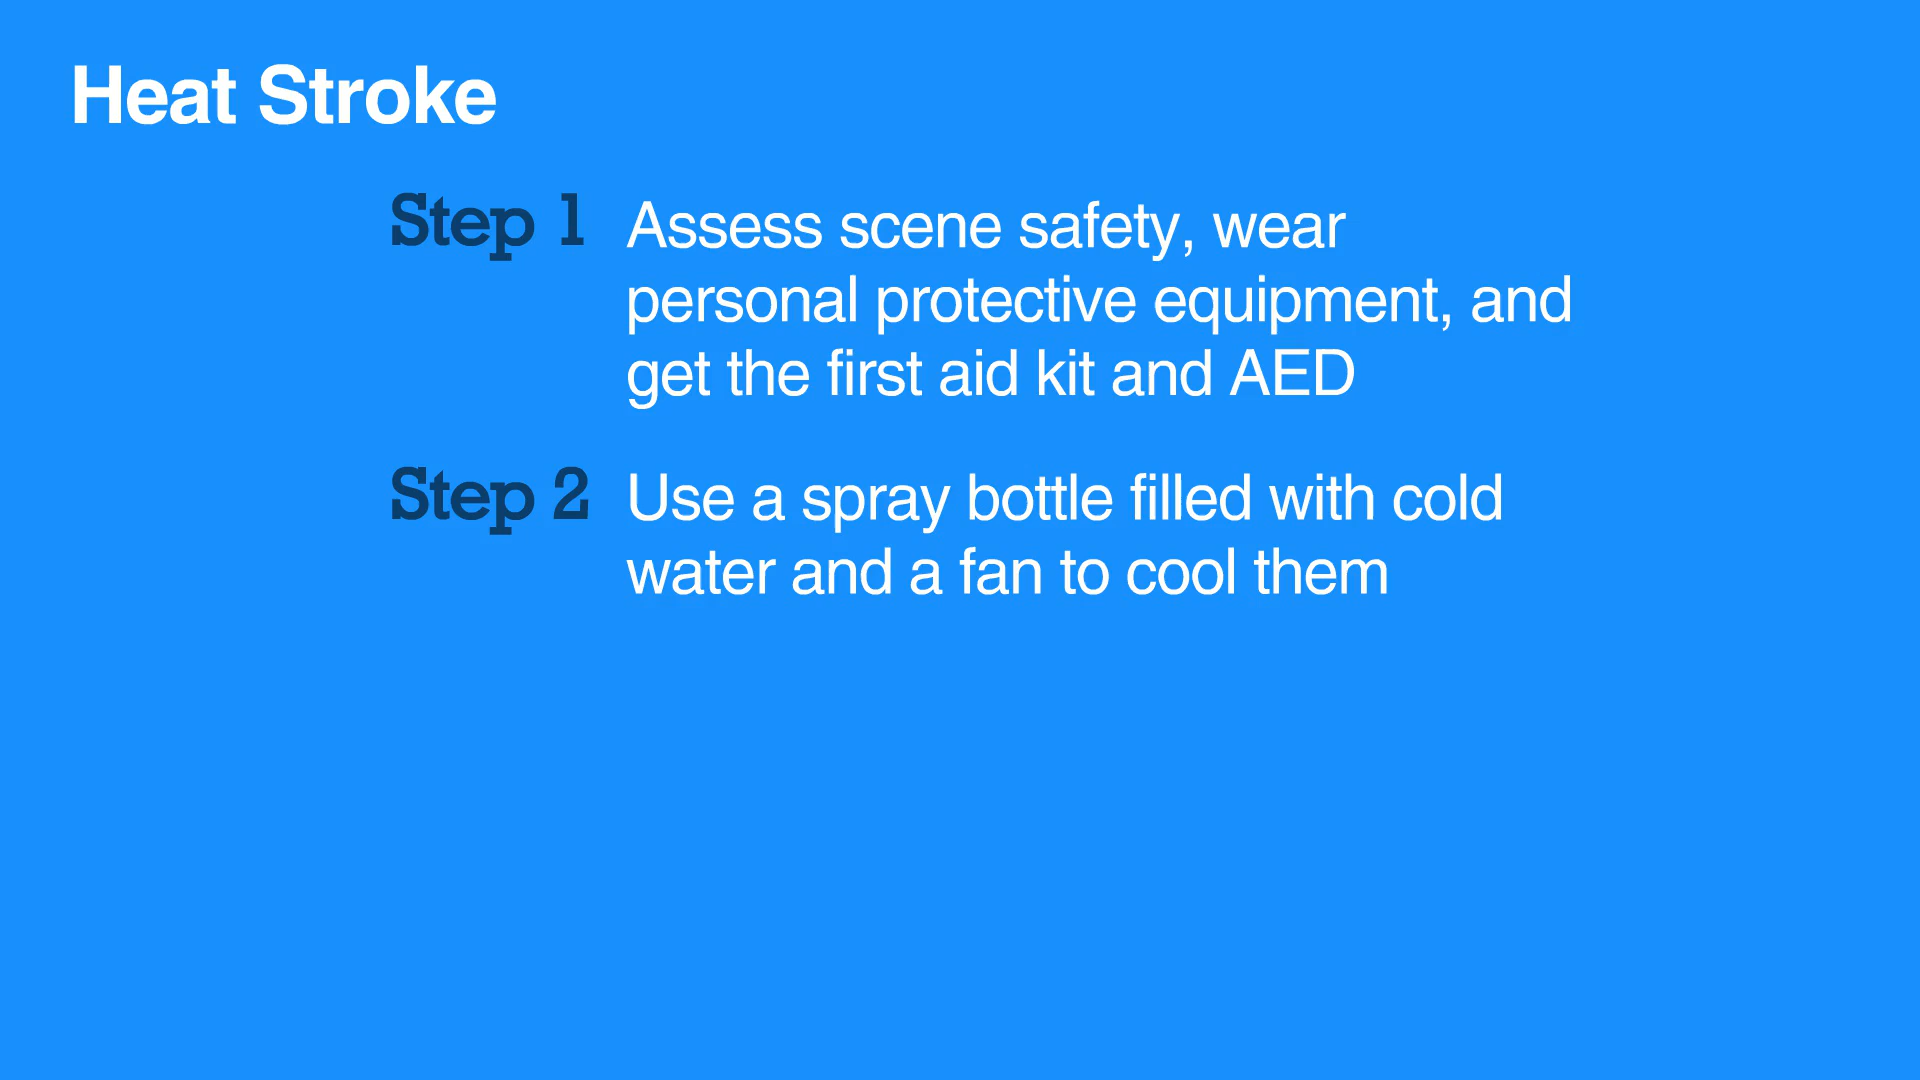 Heat Stroke
Step 1 Assess scene safety, wear
personal protective equipment, and
get the first aid kit and AED
Step 2 Use a spray bottle filled with cold
water and a fan to cool them